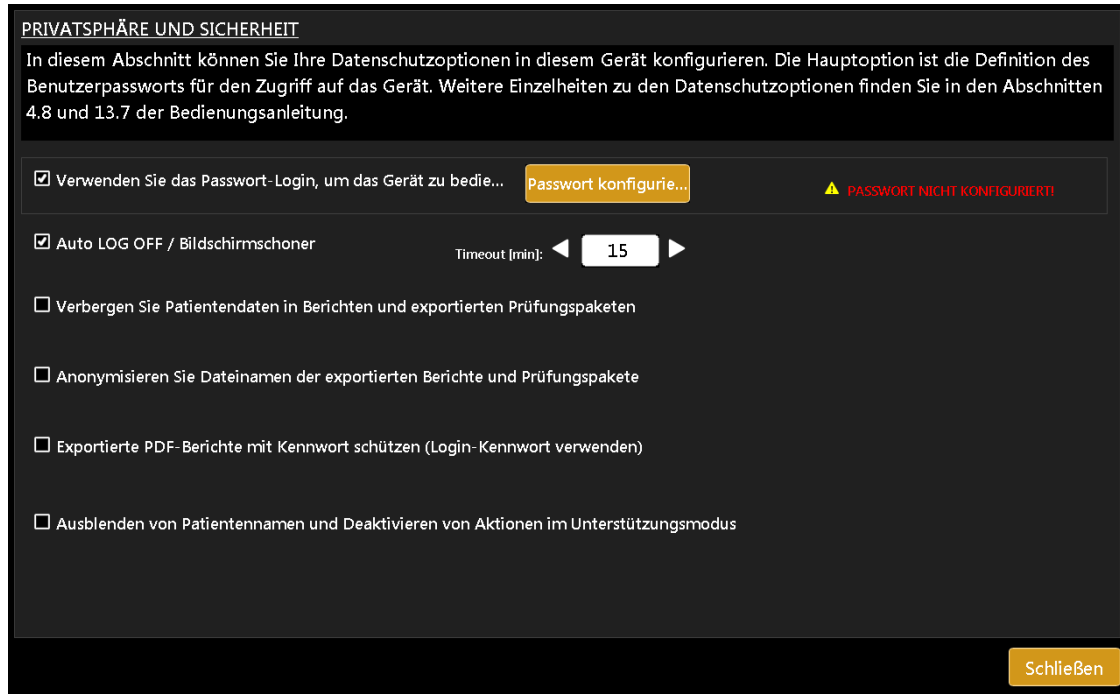 PRIVATSPHÄRE UND SICHERHEIT
In diesem Abschnitt können Sie Ihre Datenschutzoptionen in diesem Gerät konfigurieren. Die Hauptoption ist die Definition des
Benutzerpassworts für den Zugriff auf das Gerät. Weitere Einzelheiten zu den Datenschutzoptionen finden Sie in den Abschnitten
4.8 und 13.7 der Bedienungsanleitung.
Verwenden Sie das Passwort-Login, um das Gerät zu bedie... Passwort konfigurie... PASSWORT NICHT KONFIGURIERT!
Auto LOG OFF / Bildschirmschoner Timeout [min]: 15
Verbergen Sie Patientendaten in Berichten und exportierten Prüfungspaketen
Anonymisieren Sie Dateinamen der exportierten Berichte und Prüfungspakete
Exportierte PDF-Berichte mit Kennwort schützen (Login-Kennwort verwenden)
Ausblenden von Patientennamen und Deaktivieren von Aktionen im Unterstützungsmodus
Schließen